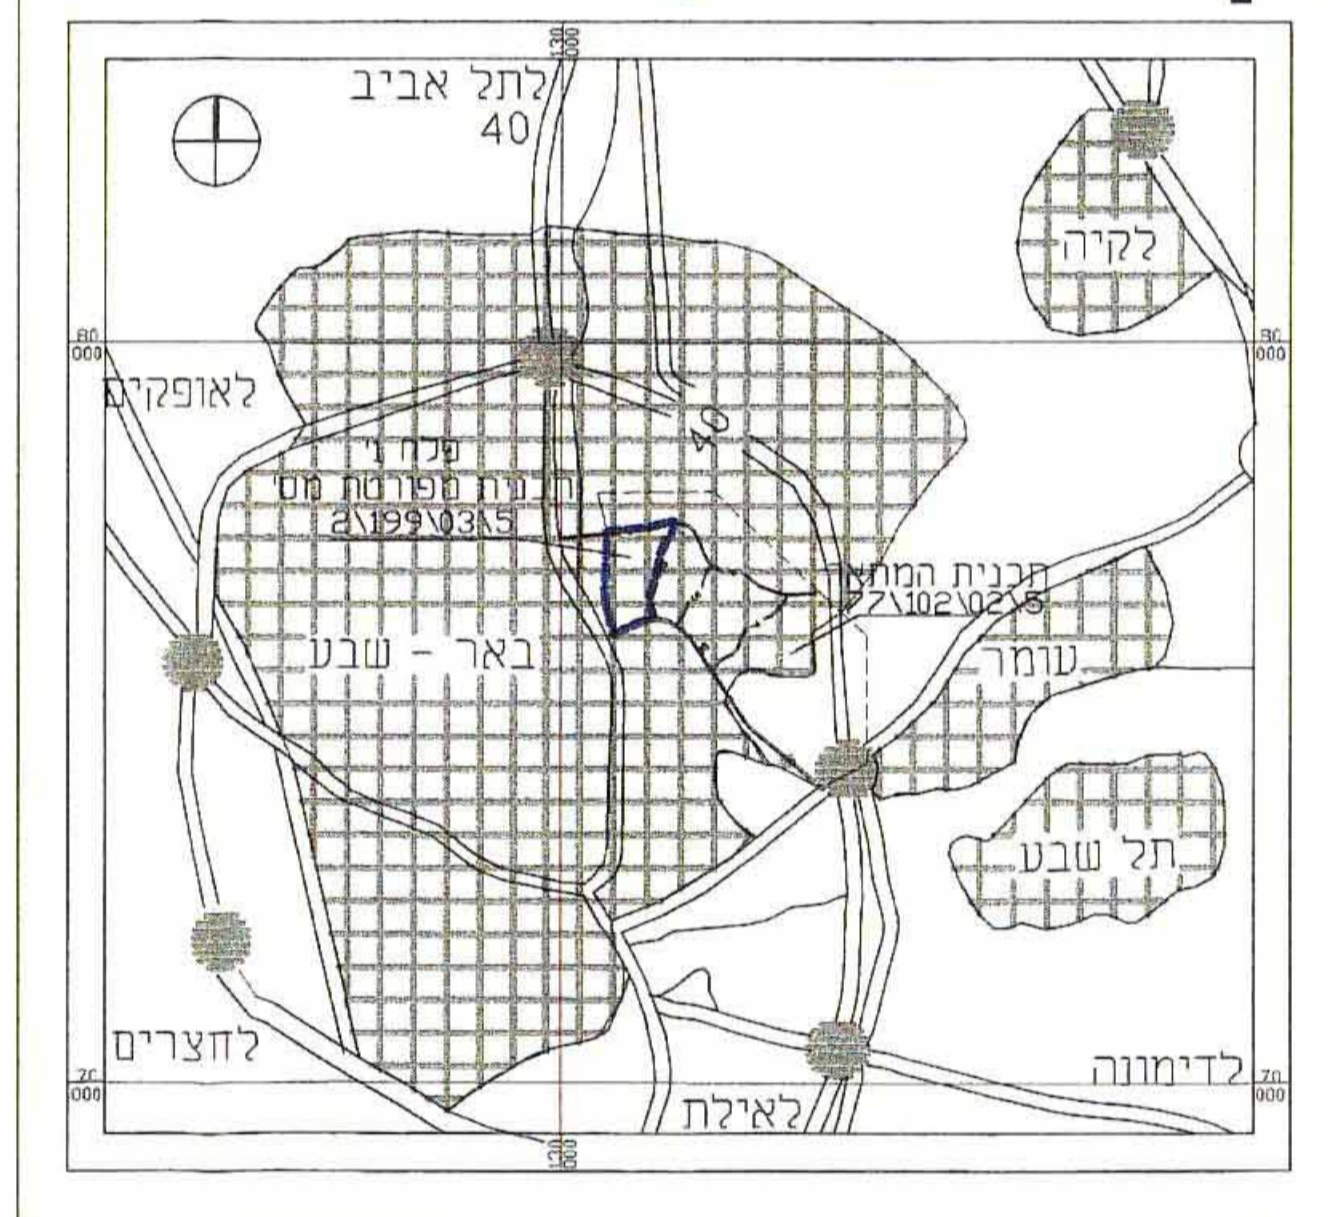 130
000
לתל אביב
40
לקיה
80
000
80
000
לאופקים
40
פלח ג'י
תכנית מפורטת מס'
5\03\199\2
תכנית המתאר
5\02\102\7
באר - שבע
עומר
תל שבע
לחצרים
לדימונה
70
000
70
000
לאילת
130
000